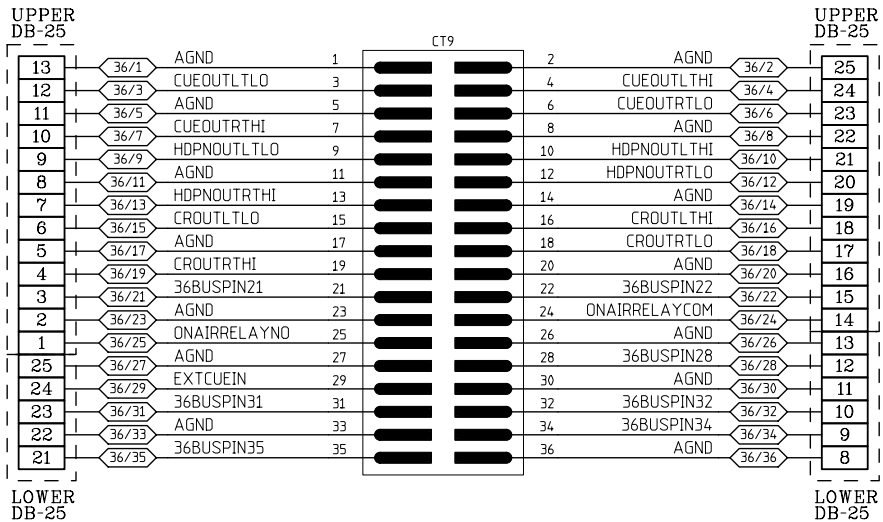 UPPER UPPER
DB-25 DB-25
CT9
13 36/1 AGND 1 2 AGND 36/2 25
12 36/3 CUEOUTLTLO 3 4 CUEOUTLTHI 36/4 24
11 36/5 AGND 5 6 CUEOUTRTLO 36/6 23
10 36/7 CUEOUTRTHI 7 8 AGND 36/8 22
9 36/9 HDPNOUTLTLO 9 10 HDPNOUTLTHI 36/10 21
8 36/11 AGND 11 12 HDPNOUTRTLO 36/12 20
7 36/13 HDPNOUTRTHI 13 14 AGND 36/14 19
6 36/15 CROUTLTLO 15 16 CROUTLTHI 36/16 18
5 36/17 AGND 17 18 CROUTRTLO 36/18 17
4 36/19 CROUTRTHI 19 20 AGND 36/20 16
3 36/21 36BUSPIN21 21 22 36BUSPIN22 36/22 15
2 36/23 AGND 23 24 ONAIRRELAYCOM 36/24 14
1 36/25 ONAIRRELAYNO 25 26 AGND 36/26 13
25 36/27 AGND 27 28 36BUSPIN28 36/28 12
24 36/29 EXTCUEIN 29 30 AGND 36/30 11
23 36/31 36BUSPIN31 31 32 36BUSPIN32 36/32 10
22 36/33 AGND 33 34 36BUSPIN34 36/34 9
21 36/35 36BUSPIN35 35 36 AGND 36/36 8
LOWER LOWER
DB-25 DB-25